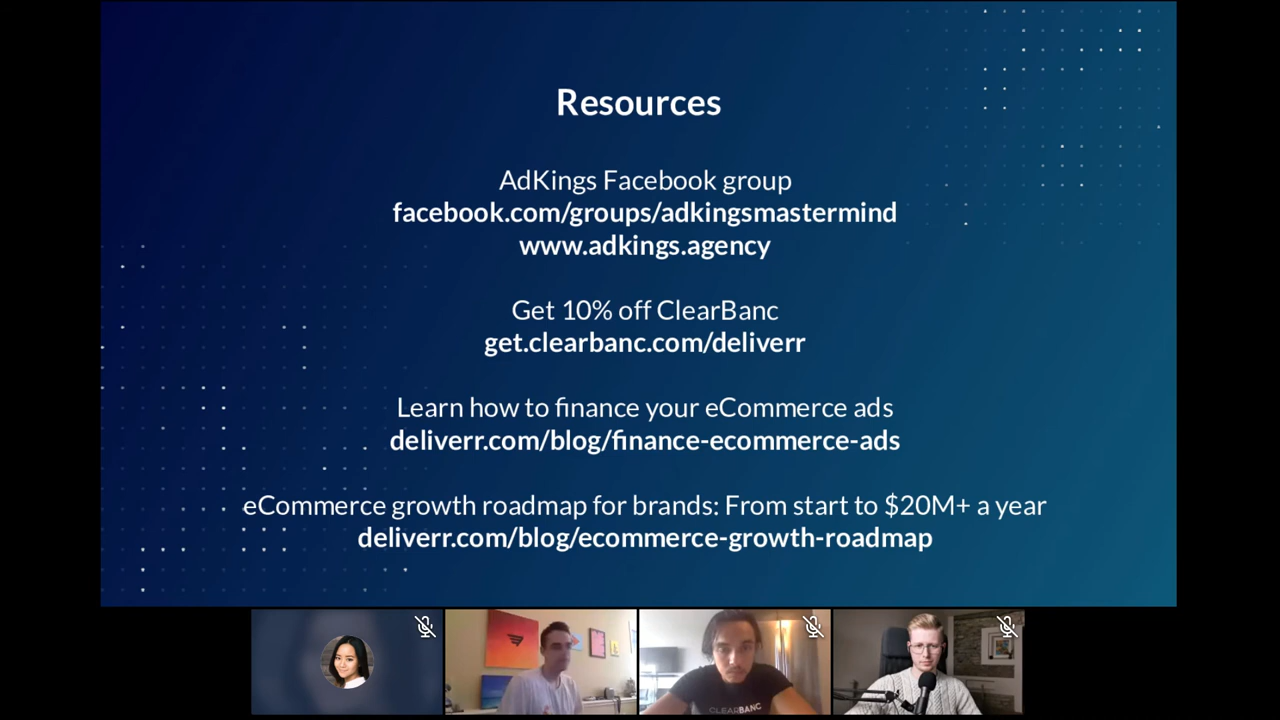 Resources
AdKings Facebook group
facebook.com/groups/adkingsmastermind
www.adkings.agency
Get 10% off ClearBanc
get.clearbanc.com/deliverr
Learn how to finance your eCommerce ads
deliverr.com/blog/finance-ecommerce-ads
eCommerce growth roadmap for brands: From start to $20M+ a year
deliverr.com/blog/ecommerce-growth-roadmap
CLEARBANC